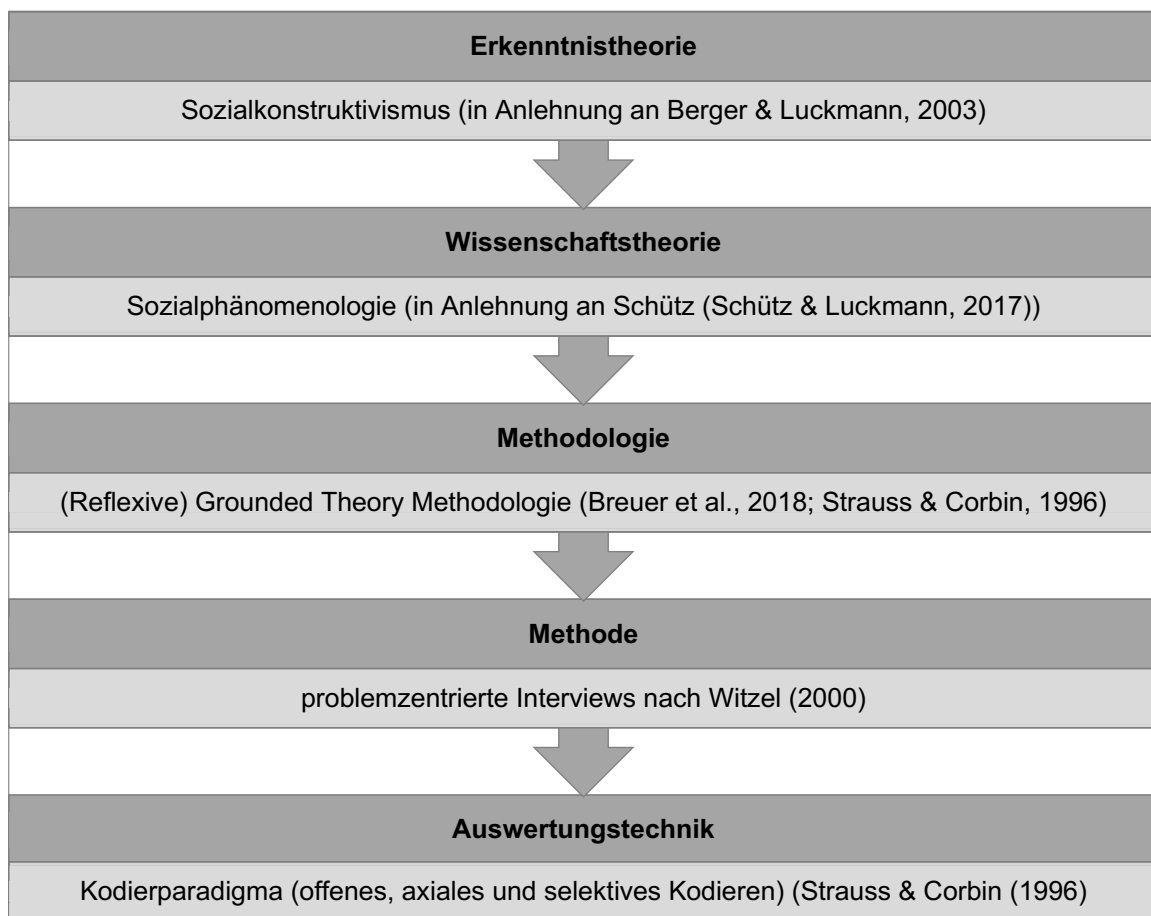 Erkenntnistheorie
Sozialkonstruktivismus (in Anlehnung an Berger & Luckmann, 2003)
Wissenschaftstheorie
Sozialphänomenologie (in Anlehnung an Schütz (Schütz & Luckmann, 2017))
Methodologie
(Reflexive) Grounded Theory Methodologie (Breuer et al., 2018; Strauss & Corbin, 1996)
Methode
problemzentrierte Interviews nach Witzel (2000)
Auswertungstechnik
Kodierparadigma (offenes, axiales und selektives Kodieren) (Strauss & Corbin (1996)